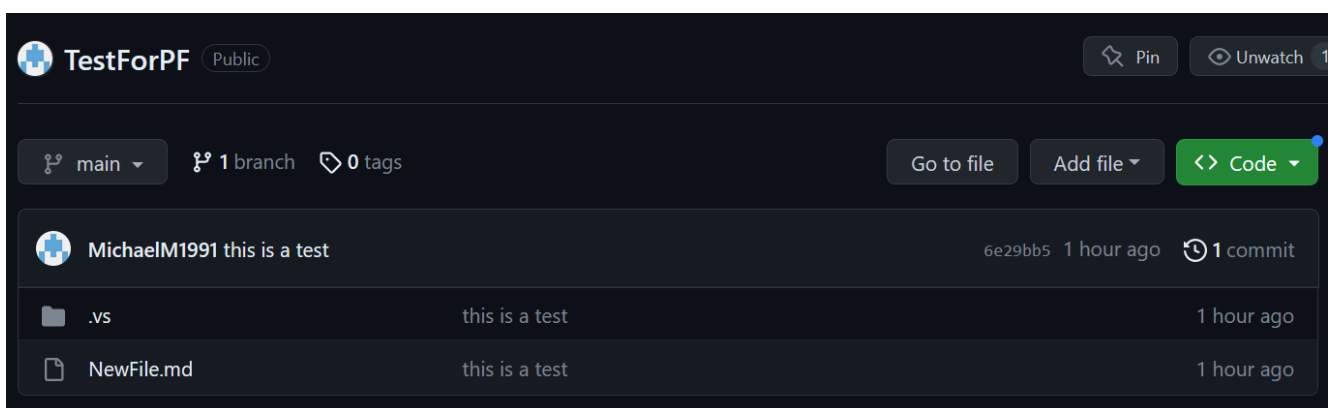 TestForPF Public Pin Unwatch 1
main 1 branch 0 tags Go to file Add file Code
MichaelM1991 this is a test 6e29bb5 1 hour ago 1 commit
.vs this is a test 1 hour ago
NewFile.md this is a test 1 hour ago